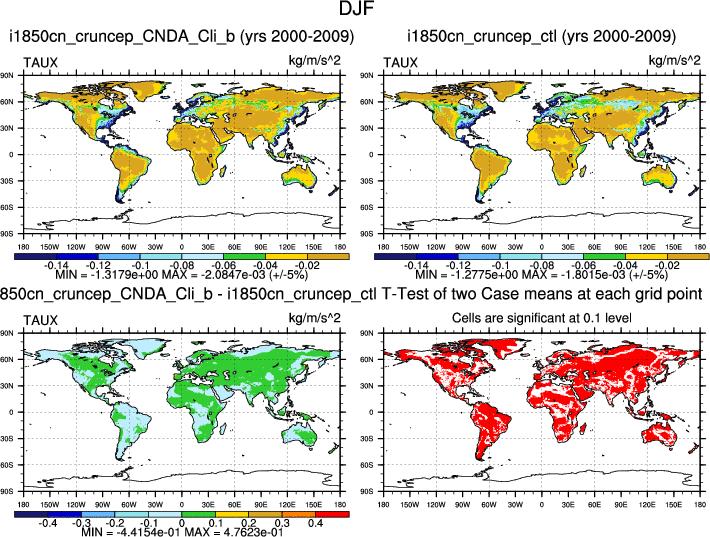 DJF
i1850cn_cruncep_CNDA_Cli_b (yrs 2000-2009)
i1850cn_cruncep_ctl (yrs 2000-2009)
TAUX kg/m/s^2
TAUX kg/m/s^2
90N
60N
30N
0
30S
60S
90S
180 150W 120W 90W 60W 30W 0 30E 60E 90E 120E 150E 180
-0.14 -0.12 -0.1 -0.08 -0.06 -0.04 -0.02
MIN = -1.3179e+00 MAX = -2.0847e-03 (+/-5%)
90N
60N
30N
0
30S
60S
90S
180 150W 120W 90W 60W 30W 0 30E 60E 90E 120E 150E 180
-0.14 -0.12 -0.1 -0.08 -0.06 -0.04 -0.02
MIN = -1.2775e+00 MAX = -1.8015e-03 (+/-5%)
850cn_cruncep_CNDA_Cli_b - i1850cn_cruncep_ctl
T-Test of two Case means at each grid point
TAUX kg/m/s^2
Cells are significant at 0.1 level
90N
60N
30N
0
30S
60S
90S
180 150W 120W 90W 60W 30W 0 30E 60E 90E 120E 150E 180
-0.4 -0.3 -0.2 -0.1 0 0.1 0.2 0.3 0.4
MIN = -4.4154e-01 MAX = 4.7623e-01
90N
60N
30N
0
30S
60S
90S
180 150W 120W 90W 60W 30W 0 30E 60E 90E 120E 150E 180